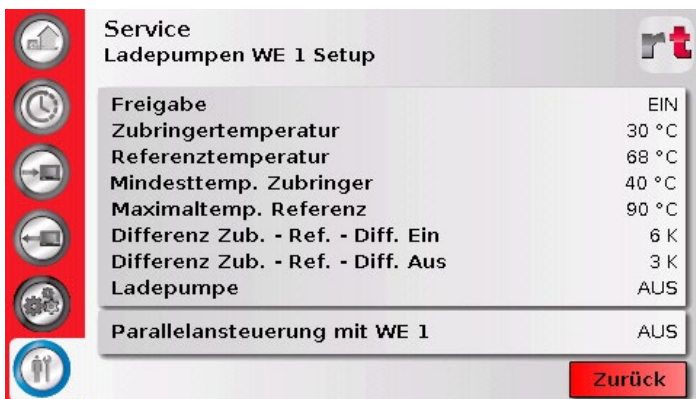 Service
Ladepumpen WE 1 Setup
rt
Freigabe EIN
Zubringertemperatur 30 °C
Referenztemperatur 68 °C
Mindesttemp. Zubringer 40 °C
Maximaltemp. Referenz 90 °C
Differenz Zub. - Ref. - Diff. Ein 6 K
Differenz Zub. - Ref. - Diff. Aus 3 K
Ladepumpe AUS
Parallelansteuerung mit WE 1 AUS
Zurück